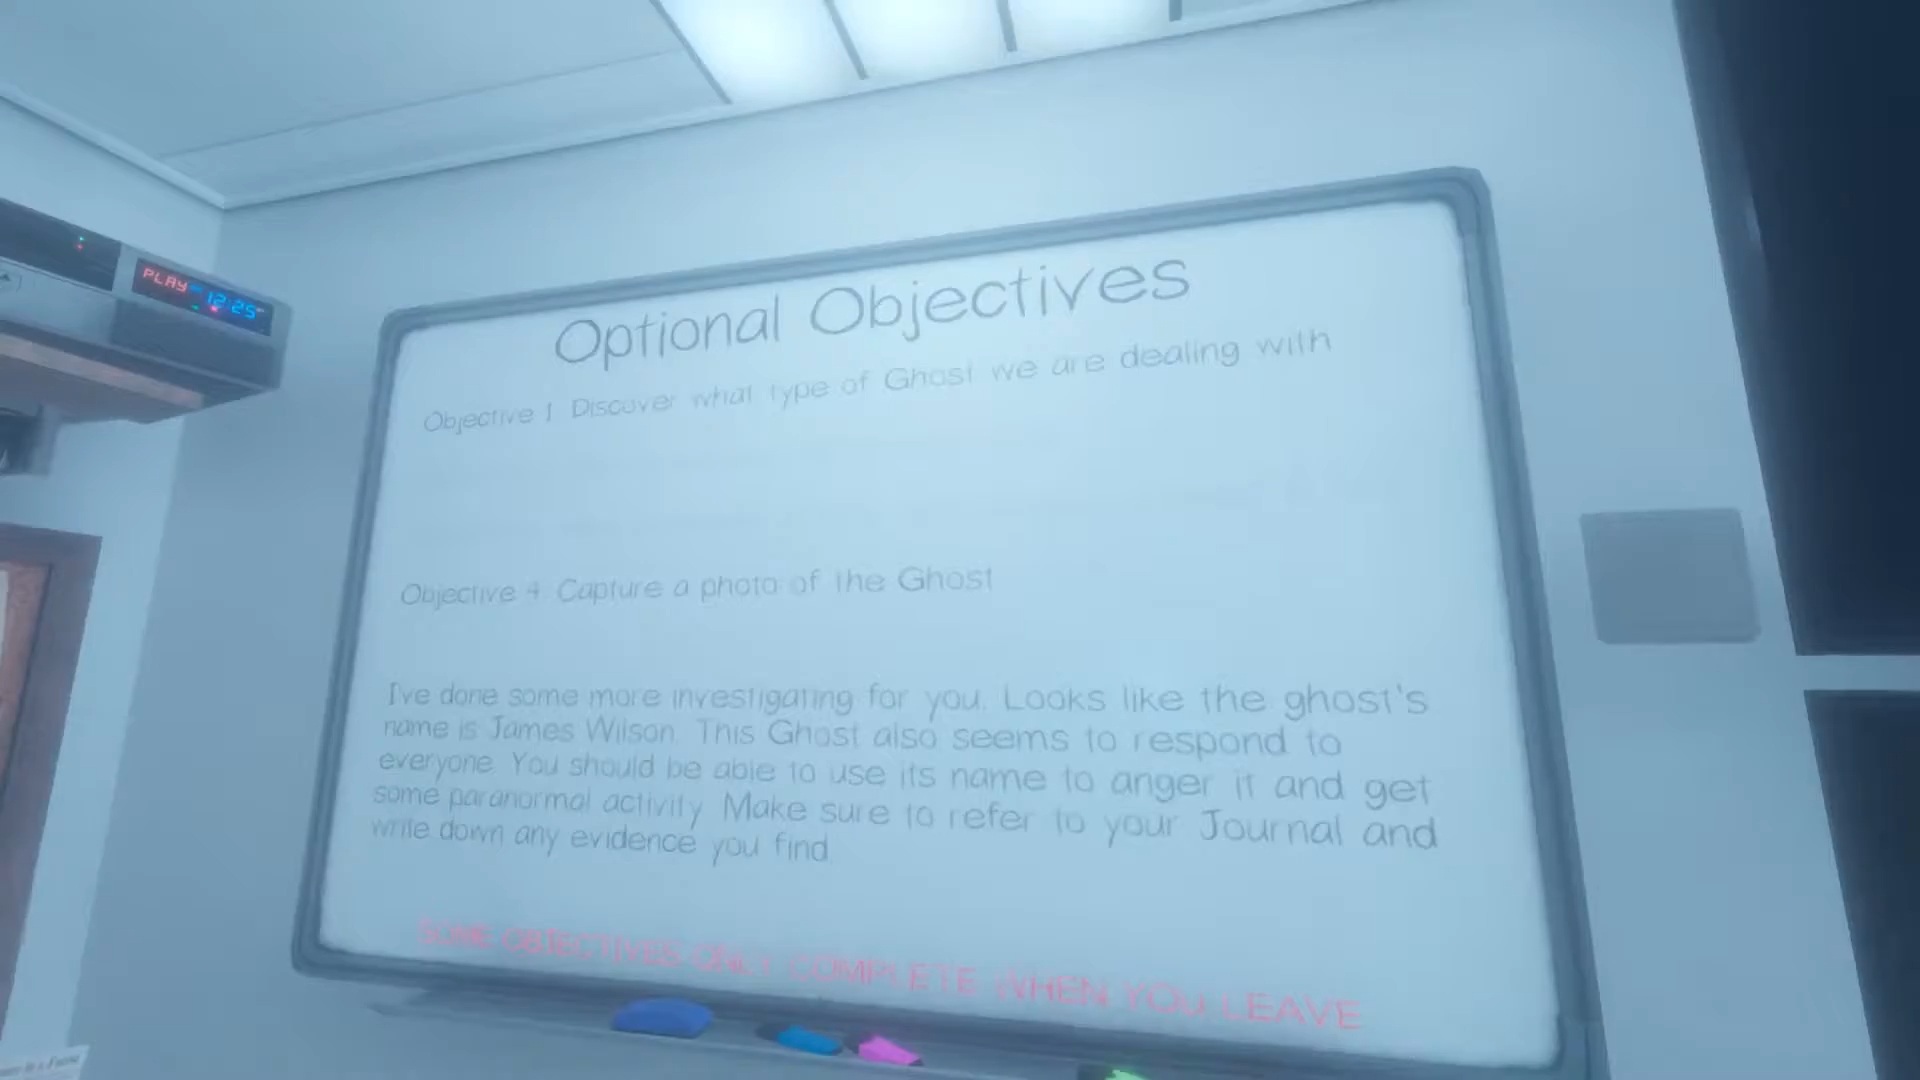 PLAY 12:25
Optional Objectives
Objective 1. Discover what type of Ghost we are dealing with
Objective 4. Capture a photo of the Ghost
I've done some more investigating for you. Looks like the ghost's
name is James Wilson. This Ghost also seems to respond to
everyone. You should be able to use its name to anger it and get
some paranormal activity. Make sure to refer to your Journal and
write down any evidence you find
SOME OBJECTIVES ONLY COMPLETE WHEN YOU LEAVE